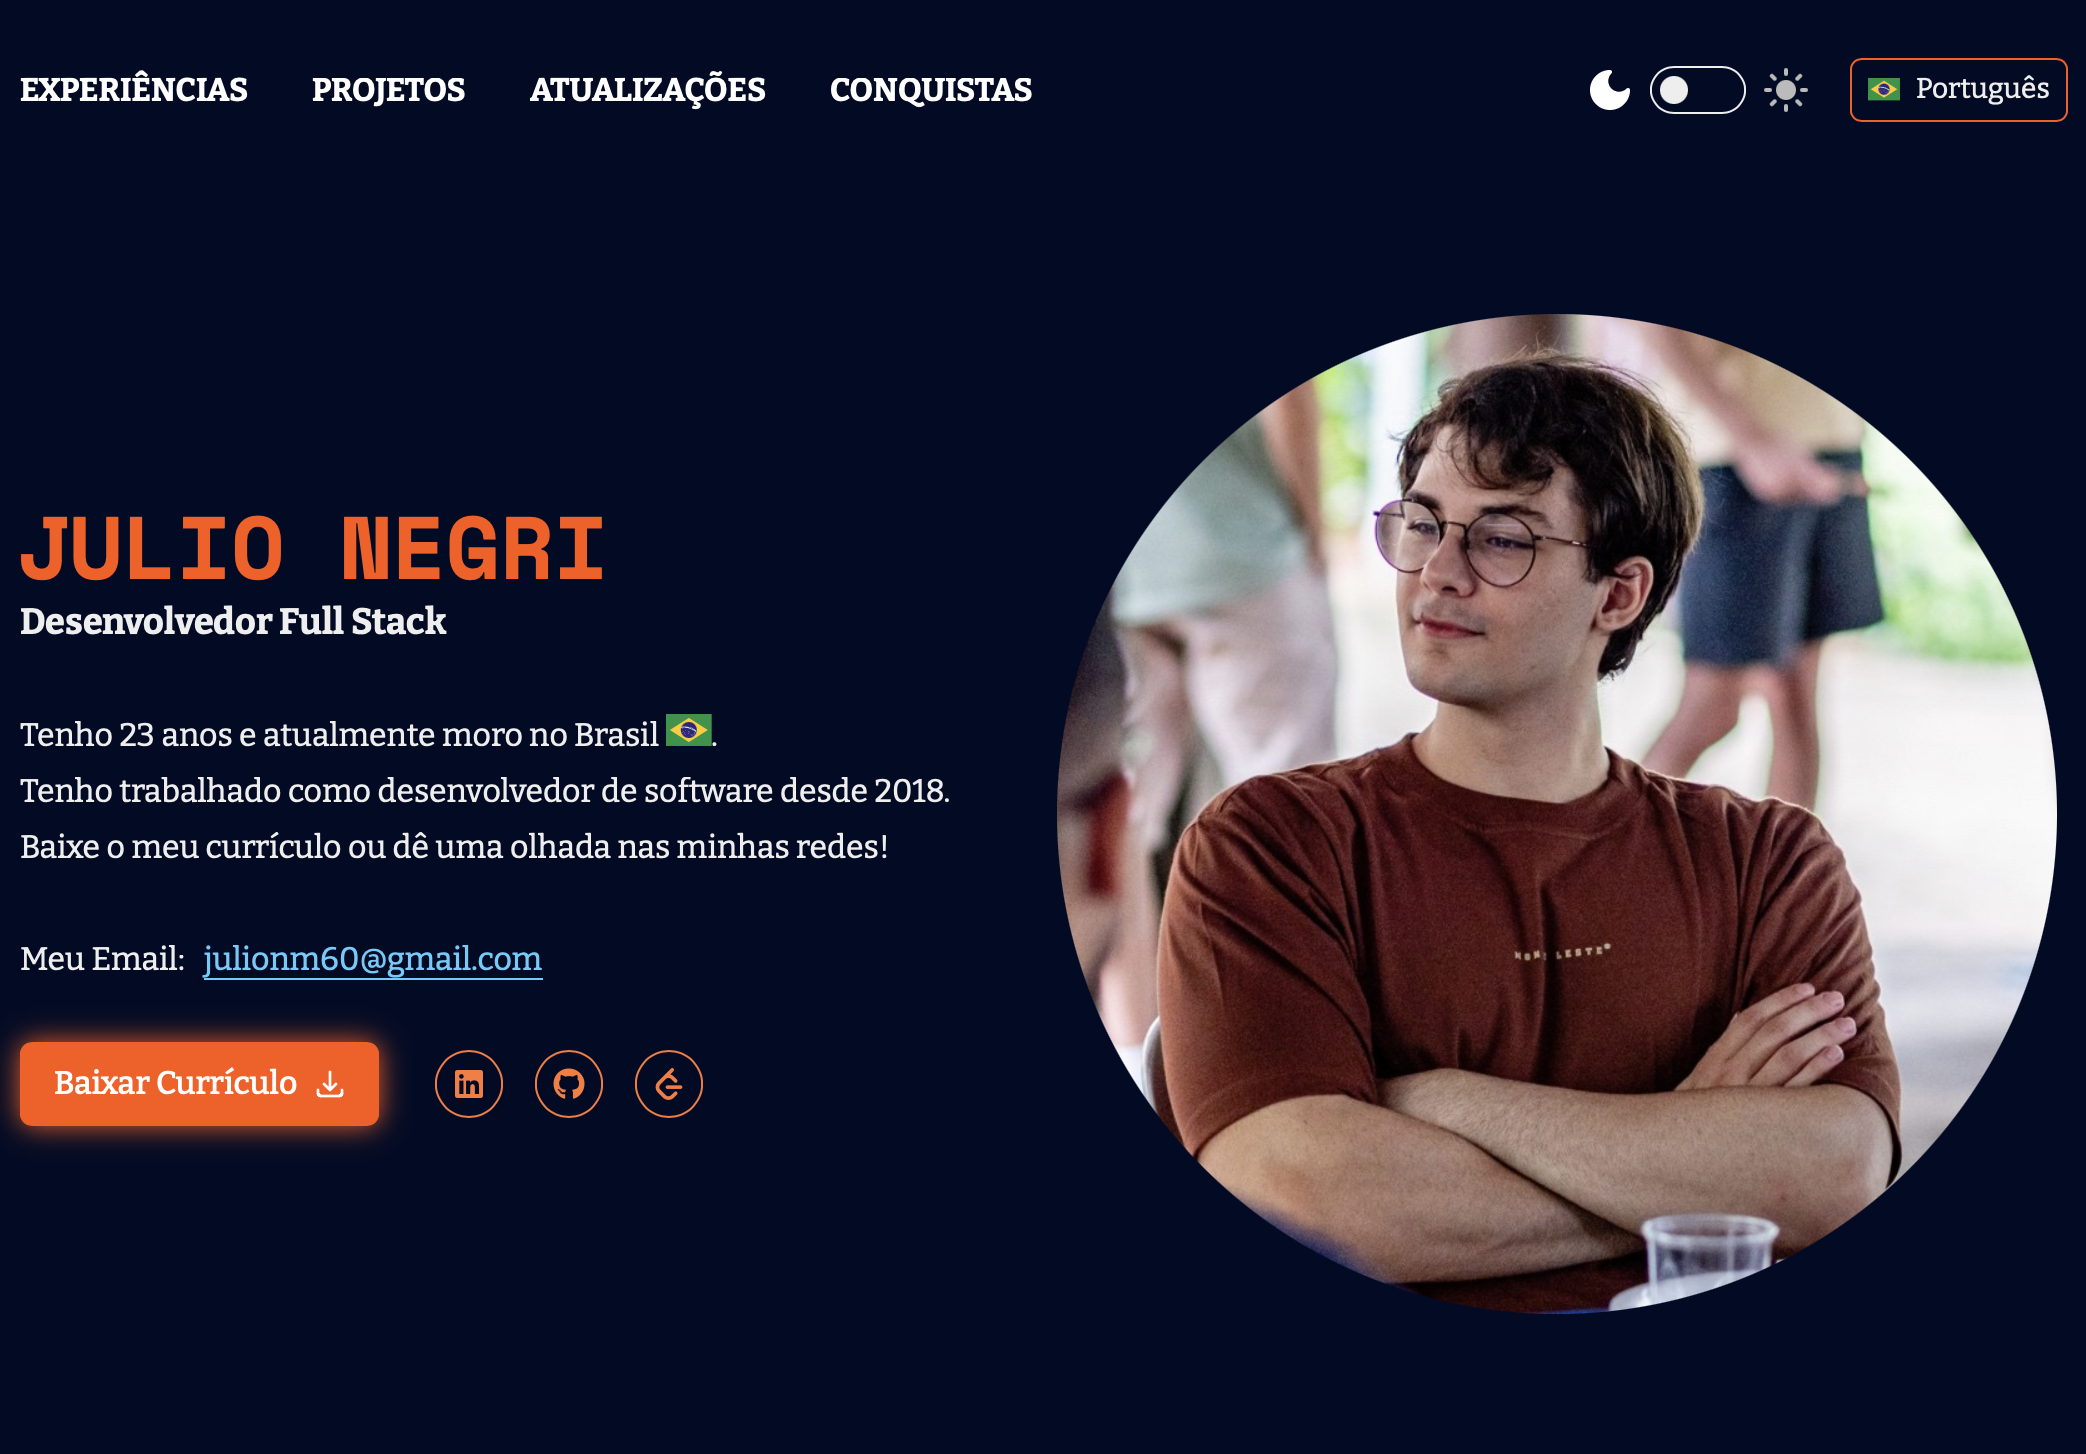 EXPERIÊNCIAS PROJETOS ATUALIZAÇÕES CONQUISTAS Português
JULIO NEGRI
Desenvolvedor Full Stack
Tenho 23 anos e atualmente moro no Brasil 🇧🇷.
Tenho trabalhado como desenvolvedor de software desde 2018.
Baixe o meu currículo ou dê uma olhada nas minhas redes!
Meu Email: julionm60@gmail.com
Baixar Currículo
in